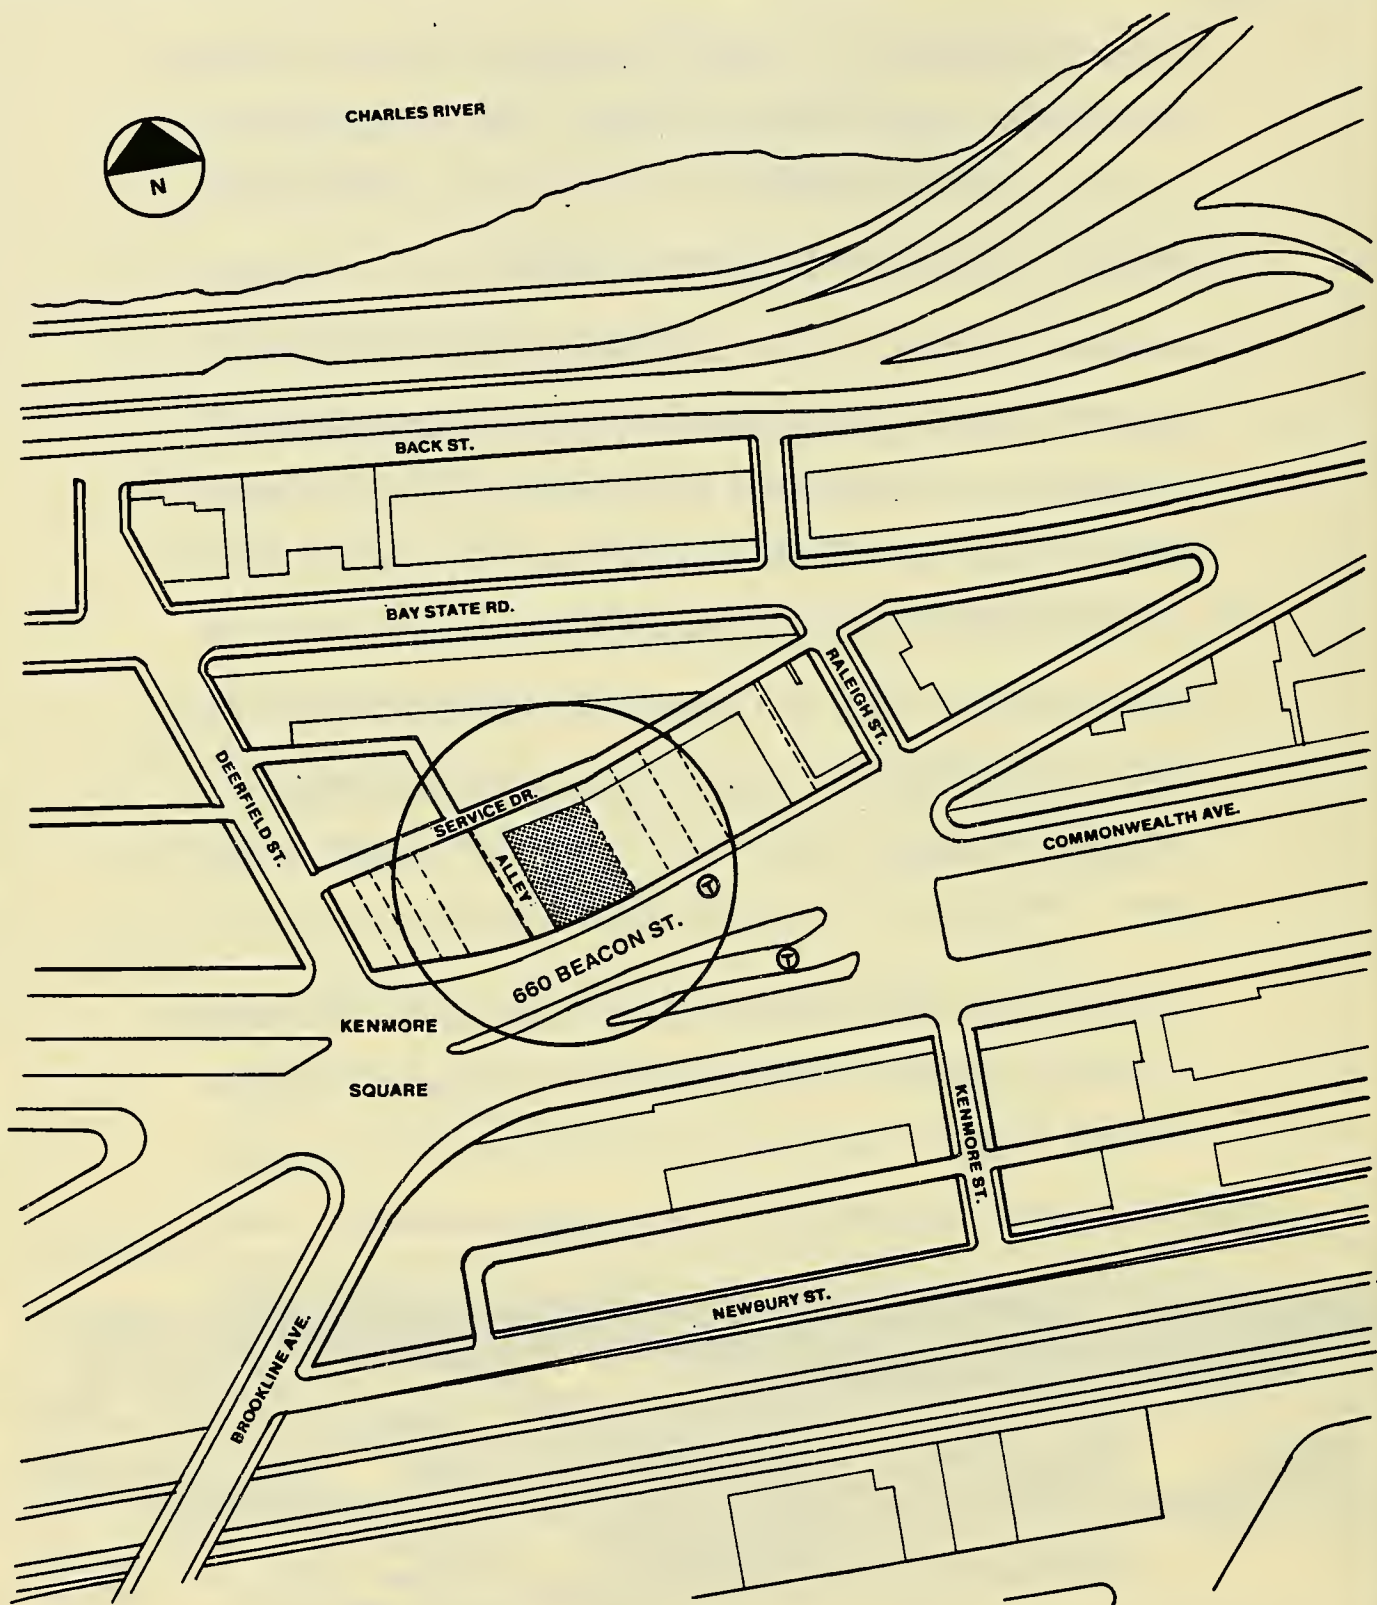 CHARLES RIVER
N
BACK ST.
BAY STATE RD.
RALEIGH ST.
DEERFIELD ST.
SERVICE DR.
ALLEY
COMMONWEALTH AVE.
T
660 BEACON ST.
T
KENMORE
SQUARE
KENMORE ST.
NEWBURY ST.
BROOKLINE AVE.